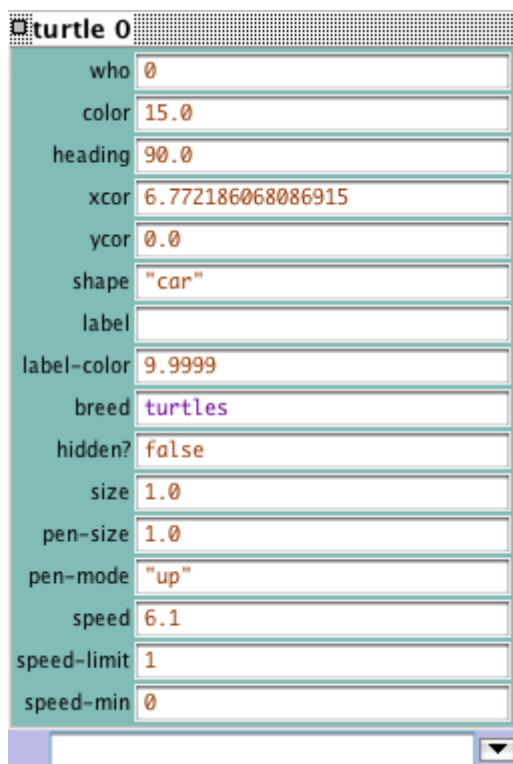 turtle 0
who 0
color 15.0
heading 90.0
xcor 6.772186068086915
ycor 0.0
shape "car"
label
label-color 9.9999
breed turtles
hidden? false
size 1.0
pen-size 1.0
pen-mode "up"
speed 6.1
speed-limit 1
speed-min 0